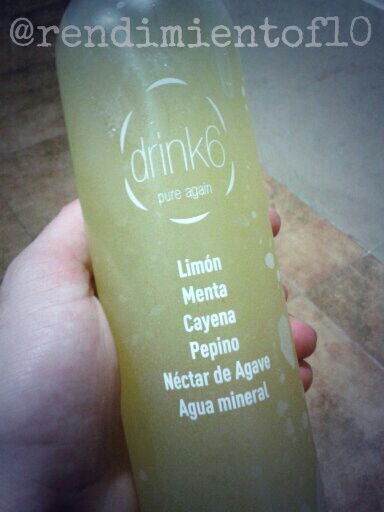 @rendimientof10
drink6
pure again
Limón
Menta
Cayena
Pepino
Néctar de Agave
Agua mineral